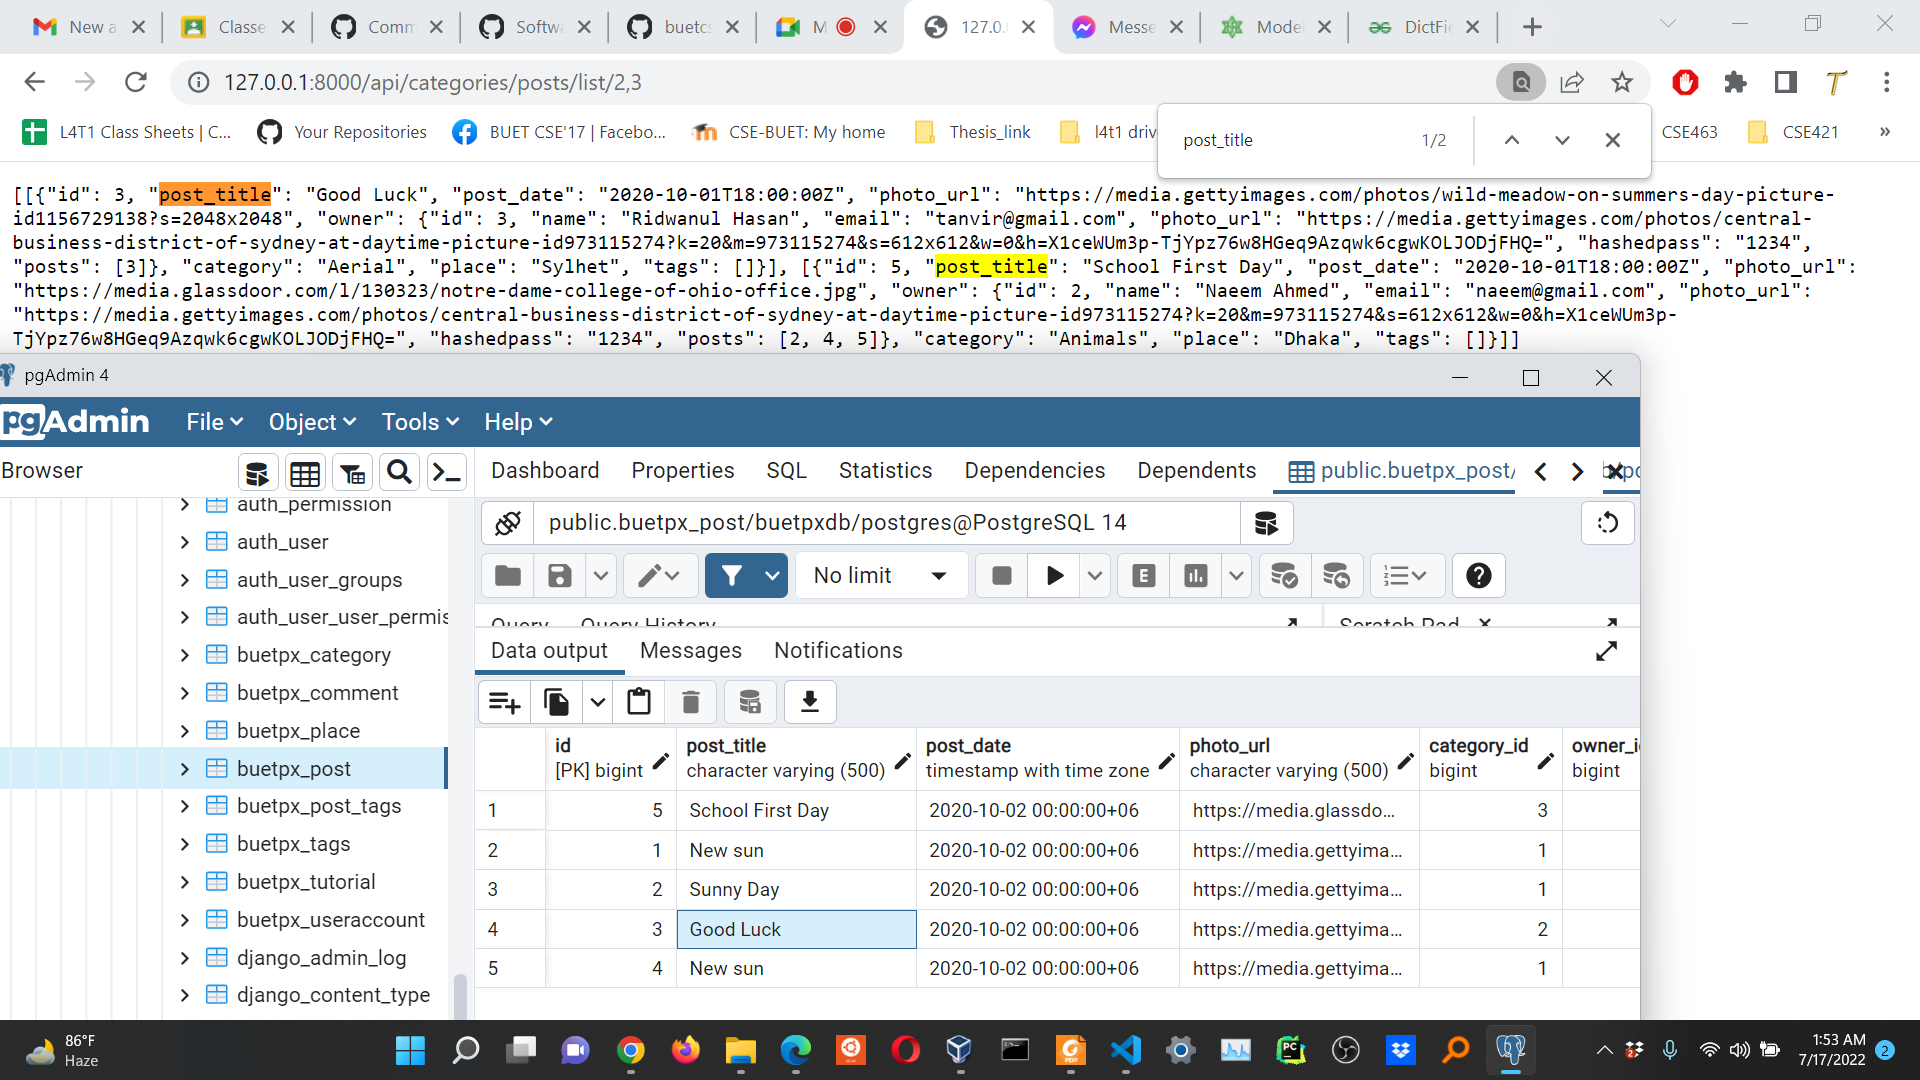 New a
Classe
Comm
Softwa
buetcs
M
127.0.
Messe
Model
DictFie
127.0.0.1:8000/api/categories/posts/list/2,3
L4T1 Class Sheets | C...
Your Repositories
BUET CSE'17 | Facebo...
CSE-BUET: My home
Thesis_link
l4t1 driv
CSE463
CSE421
»
post_title
1/2
[[{"id": 3, "post_title": "Good Luck", "post_date": "2020-10-01T18:00:00Z", "photo_url": "https://media.gettyimages.com/photos/wild-meadow-on-summers-day-picture-
id1156729138?s=2048x2048", "owner": {"id": 3, "name": "Ridwanul Hasan", "email": "tanvir@gmail.com", "photo_url": "https://media.gettyimages.com/photos/central-
business-district-of-sydney-at-daytime-picture-id973115274?k=20&m=973115274&s=612x612&w=0&h=X1ceWUm3p-TjYpz76w8HGeq9Azqwk6cgwKOLJODjFHQ=", "hashedpass": "1234",
"posts": [3]}, "category": "Aerial", "place": "Sylhet", "tags": []}], [{"id": 5, "post_title": "School First Day", "post_date": "2020-10-01T18:00:00Z", "photo_url":
"https://media.glassdoor.com/l/130323/notre-dame-college-of-ohio-office.jpg", "owner": {"id": 2, "name": "Naeem Ahmed", "email": "naeem@gmail.com", "photo_url":
"https://media.gettyimages.com/photos/central-business-district-of-sydney-at-daytime-picture-id973115274?k=20&m=973115274&s=612x612&w=0&h=X1ceWUm3p-
TjYpz76w8HGeq9Azqwk6cgwKOLJODjFHQ=", "hashedpass": "1234", "posts": [2, 4, 5]}, "category": "Animals", "place": "Dhaka", "tags": []}]]
pgAdmin 4
pgAdmin
File
Object
Tools
Help
Browser
Dashboard
Properties
SQL
Statistics
Dependencies
Dependents
public.buetpx_post/
auth_permission
auth_user
auth_user_groups
auth_user_user_permis
buetpx_category
buetpx_comment
buetpx_place
buetpx_post
buetpx_post_tags
buetpx_tags
buetpx_tutorial
buetpx_useraccount
django_admin_log
django_content_type
public.buetpx_post/buetpxdb/postgres@PostgreSQL 14
No limit
E
Query
Query History
Scratch Pad
Data output
Messages
Notifications
id
[PK] bigint
post_title
character varying (500)
post_date
timestamp with time zone
photo_url
character varying (500)
category_id
bigint
owner_i
bigint
1 5 School First Day 2020-10-02 00:00:00+06 https://media.glassdo... 3
2 1 New sun 2020-10-02 00:00:00+06 https://media.gettyima... 1
3 2 Sunny Day 2020-10-02 00:00:00+06 https://media.gettyima... 1
4 3 Good Luck 2020-10-02 00:00:00+06 https://media.gettyima... 2
5 4 New sun 2020-10-02 00:00:00+06 https://media.gettyima... 1
86°F
Haze
PC
PDF
1:53 AM
7/17/2022
2